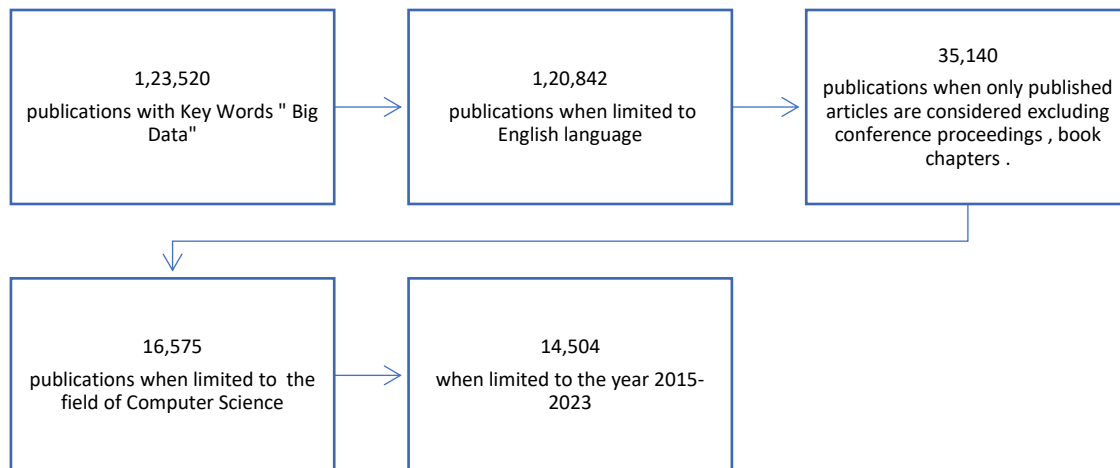 1,23,520
publications with Key Words " Big
Data"
1,20,842
publications when limited to
English language
35,140
publications when only published
articles are considered excluding
conference proceedings , book
chapters .
16,575
publications when limited to the
field of Computer Science
14,504
when limited to the year 2015-
2023